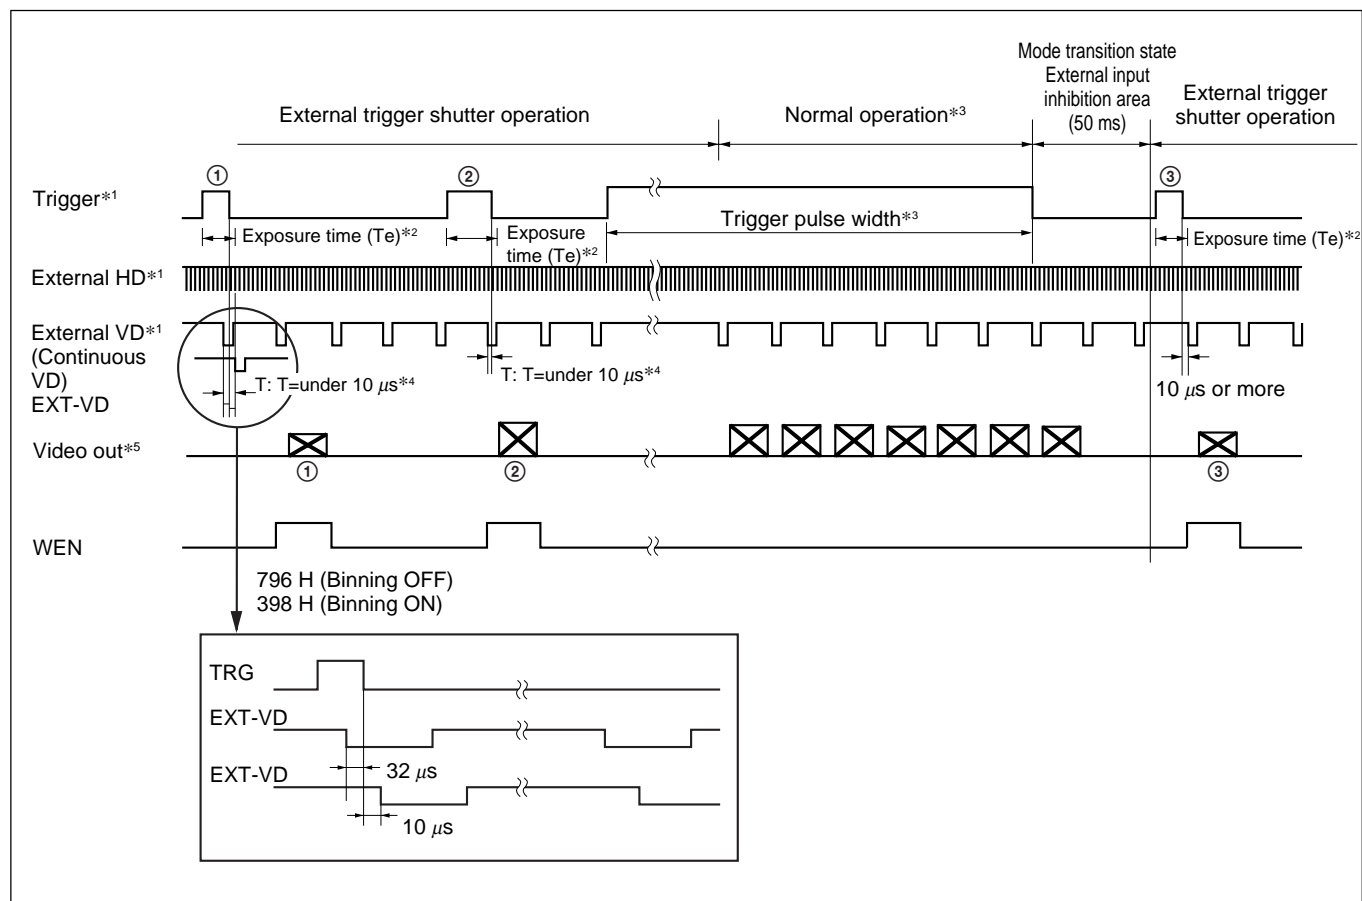 Mode transition state
External input
inhibition area
(50 ms)
External trigger shutter operation
Normal operation*3
External trigger
shutter operation
①
②
③
Trigger*1
Trigger pulse width*3
Exposure time (Te)*2
Exposure
time (Te)*2
Exposure time (Te)*2
External HD*1
External VD*1
(Continuous
VD)
EXT-VD
T: T=under 10 μs*4
T: T=under 10 μs*4
10 μs or more
Video out*5
①
②
③
WEN
796 H (Binning OFF)
398 H (Binning ON)
TRG
EXT-VD
32 μs
EXT-VD
10 μs